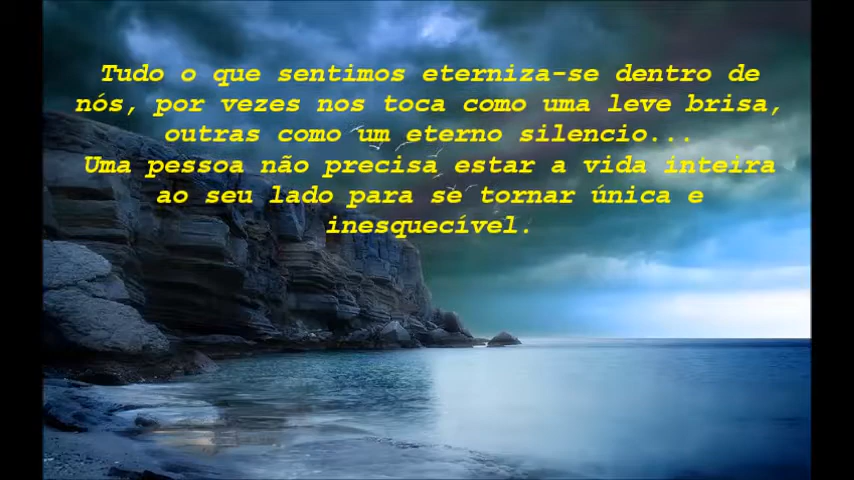 Tudo o que sentimos eterniza-se dentro de
nós, por vezes nos toca como uma leve brisa,
outras como um eterno silencio...
Uma pessoa não precisa estar a vida inteira
ao seu lado para se tornar única e
inesquecível.